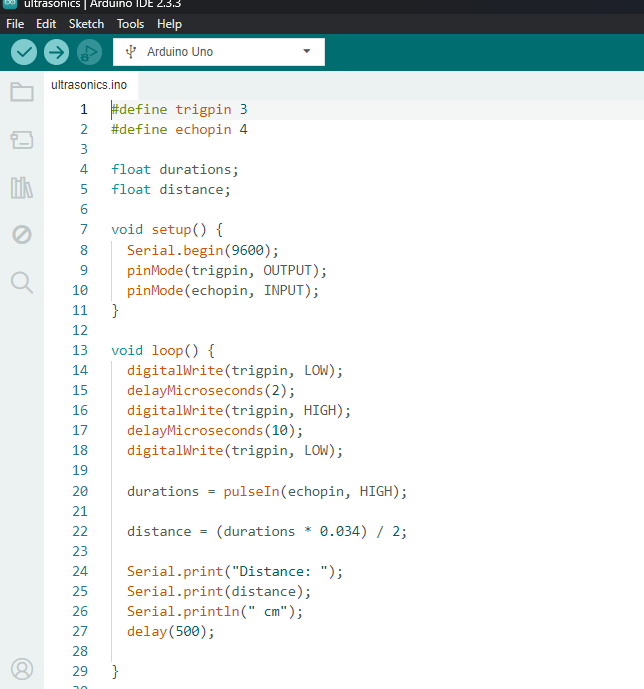 ultrasonics | Arduino IDE 2.3.3
File Edit Sketch Tools Help
Arduino Uno
ultrasonics.ino
1 #define trigpin 3
2 #define echopin 4
3
4 float durations;
5 float distance;
6
7 void setup() {
8 Serial.begin(9600);
9 pinMode(trigpin, OUTPUT);
10 pinMode(echopin, INPUT);
11 }
12
13 void loop() {
14 digitalWrite(trigpin, LOW);
15 delayMicroseconds(2);
16 digitalWrite(trigpin, HIGH);
17 delayMicroseconds(10);
18 digitalWrite(trigpin, LOW);
19
20 durations = pulseIn(echopin, HIGH);
21
22 distance = (durations * 0.034) / 2;
23
24 Serial.print("Distance: ");
25 Serial.print(distance);
26 Serial.println(" cm");
27 delay(500);
28
29 }
30